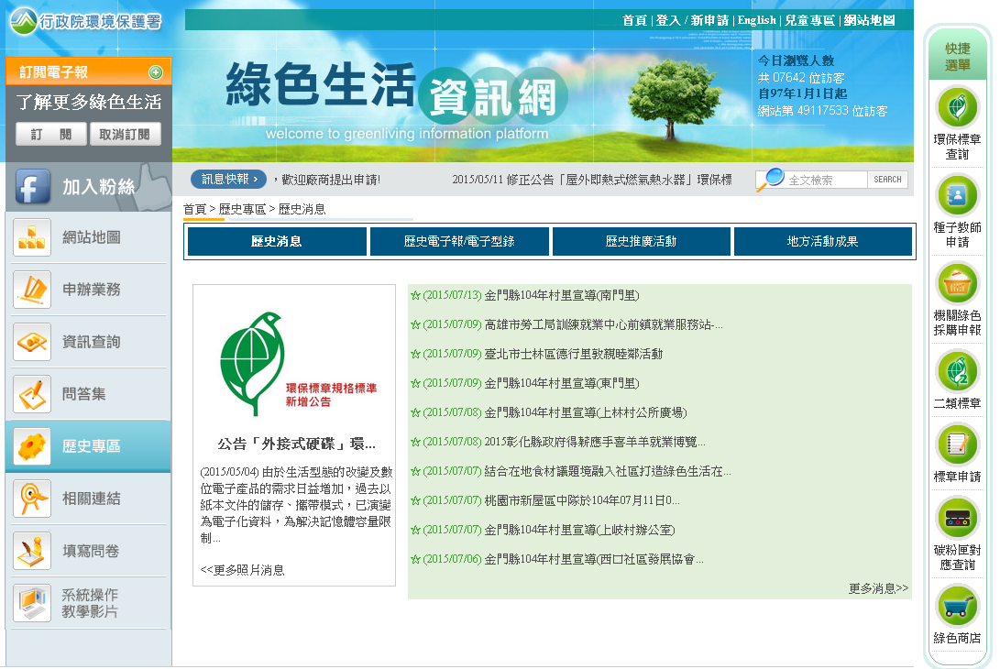 行政院環境保護署
首頁 | 登入 / 新申請 | English | 兒童專區 | 網站地圖
訂閱電子報
了解更多綠色生活
訂 閱 取消訂閱
加入粉絲
綠色生活資訊網
welcome to greenliving information platform
今日瀏覽人數
共 07642 位訪客
自97年1月1日起
網站第 49117533 位訪客
訊息快報 ，歡迎廠商提出申請! 2015/05/11 修正公告「屋外即熱式燃氣熱水器」環保標
全文檢索 SEARCH
首頁 > 歷史專區 > 歷史消息
歷史消息 歷史電子報/電子型錄 歷史推廣活動 地方活動成果
網站地圖
申辦業務
資訊查詢
問答集
歷史專區
相關連結
填寫問卷
系統操作
教學影片
環保標章規格標準
新增公告
公告「外接式硬碟」環...
(2015/05/04) 由於生活型態的改變及數
位電子產品的需求日益增加，過去以
紙本文件的儲存、攜帶模式，已演變
為電子化資料，為解決記憶體容量限
制...
<<更多照片消息
☆(2015/07/13) 金門縣104年村里宣導(南門里)
☆(2015/07/09) 高雄市勞工局訓練就業中心前鎮就業服務站-...
☆(2015/07/09) 臺北市士林區德行里敦親睦鄰活動
☆(2015/07/09) 金門縣104年村里宣導(東門里)
☆(2015/07/08) 金門縣104年村里宣導(上林村公所廣場)
☆(2015/07/08) 2015彰化縣政府得薪應手喜羊羊就業博覽...
☆(2015/07/07) 結合在地食材議題境融入社區打造綠色生活在...
☆(2015/07/07) 桃園市新屋區中隊於104年07月11日0...
☆(2015/07/07) 金門縣104年村里宣導(上岐村辦公室)
☆(2015/07/06) 金門縣104年村里宣導(西口社區發展協會...
更多消息>>
快捷
選單
環保標章
查詢
種子教師
申請
機關綠色
採購申報
二類標章
標章申請
碳粉匣對
應查詢
綠色商店